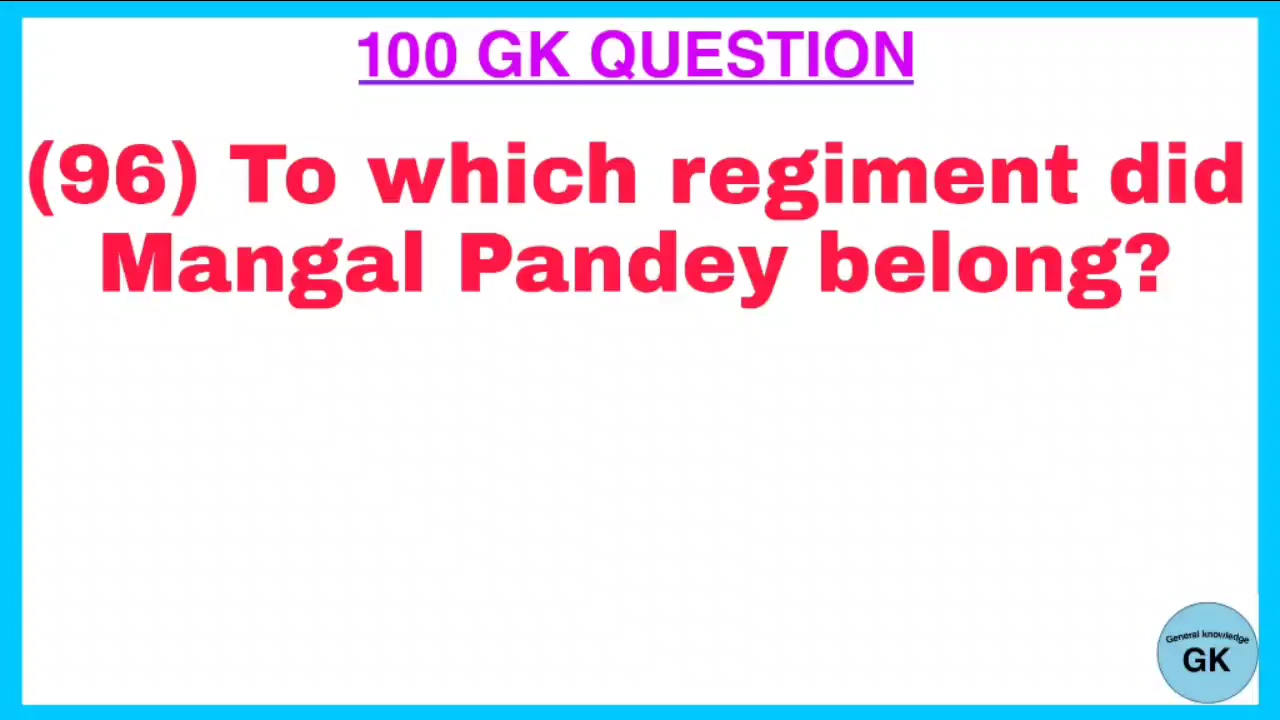 100 GK QUESTION
(96) To which regiment did
Mangal Pandey belong?
General knowledge
GK